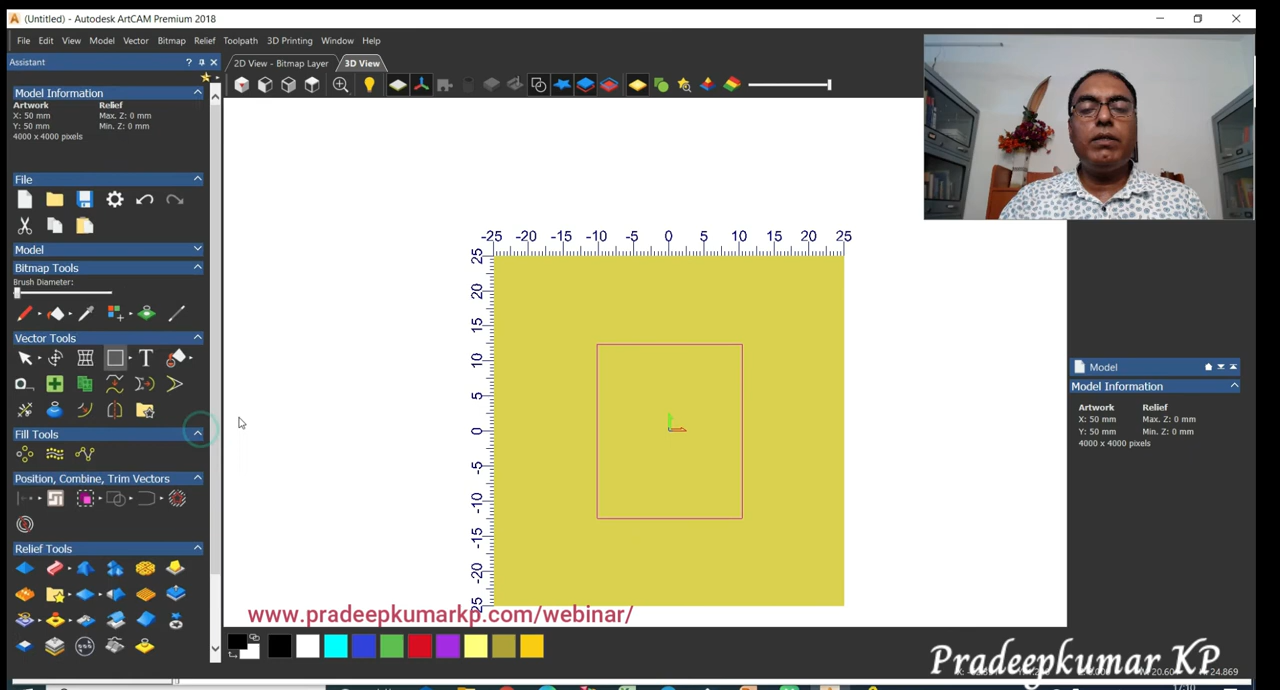 (Untitled) - Autodesk ArtCAM Premium 2018
File Edit View Model Vector Bitmap Relief Toolpath 3D Printing Window Help
Assistant
2D View - Bitmap Layer 3D View
Model Information
Artwork Relief
X: 50 mm Max. Z: 0 mm
Y: 50 mm Min. Z: 0 mm
4000 x 4000 pixels
File
Model
Bitmap Tools
Brush Diameter:
Vector Tools
Fill Tools
Position, Combine, Trim Vectors
Relief Tools
-25 -20 -15 -10 -5 0 5 10 15 20 25
25
20
15
10
5
0
-5
-10
-15
-20
Model
Model Information
Artwork Relief
X: 50 mm Max. Z: 0 mm
Y: 50 mm Min. Z: 0 mm
4000 x 4000 pixels
www.pradeepkumarkp.com/webinar/
Pradeepkumar KP